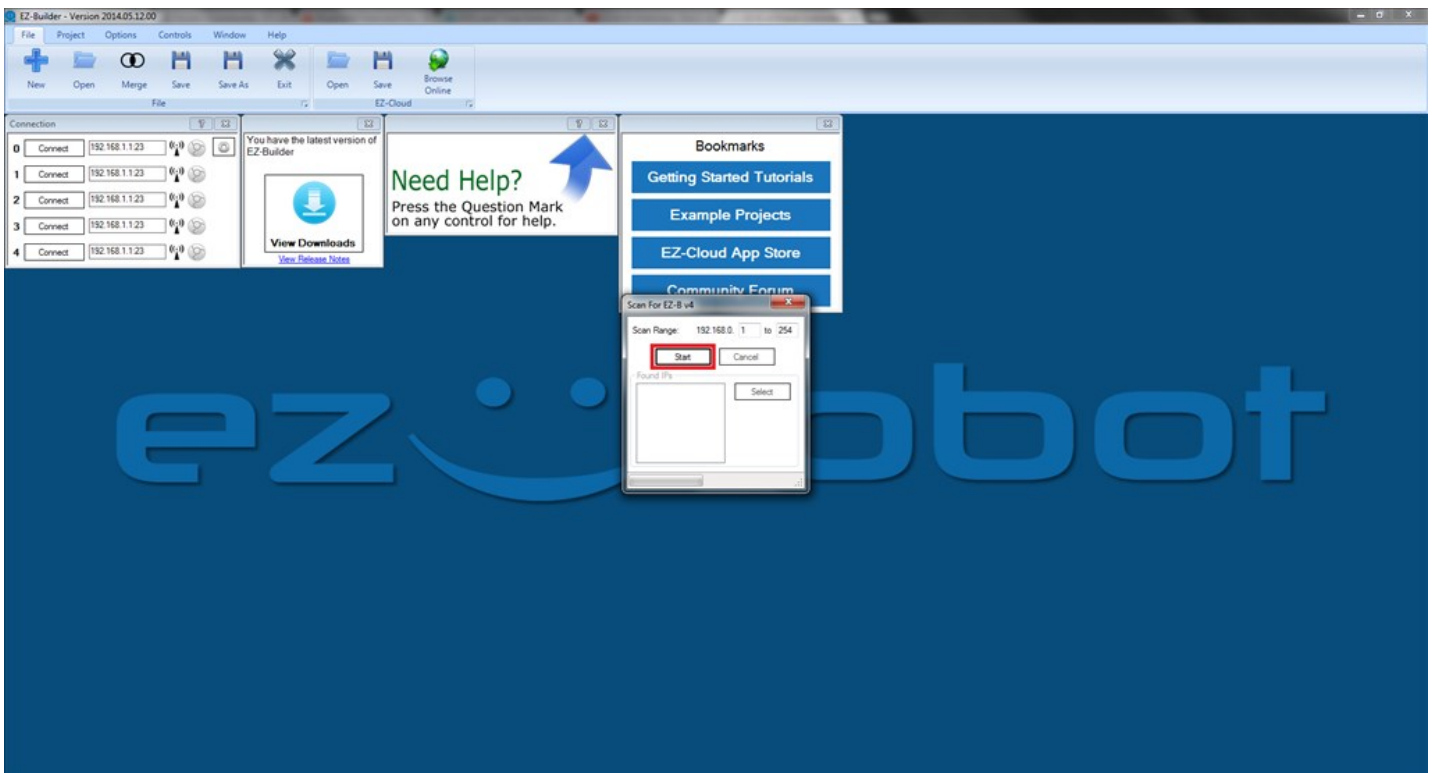 EZ-Builder - Version 2014.05.12.00
File Project Options Controls Window Help
New Open Merge Save Save As Exit Open Save Browse Online
File EZ-Cloud
Connection
0 Connect 192.168.1.1:23
1 Connect 192.168.1.1:23
2 Connect 192.168.1.1:23
3 Connect 192.168.1.1:23
4 Connect 192.168.1.1:23
You have the latest version of
EZ-Builder
View Downloads
View Release Notes
Need Help?
Press the Question Mark
on any control for help.
Bookmarks
Getting Started Tutorials
Example Projects
EZ-Cloud App Store
Community Forum
Scan For EZ-B v4
Scan Range: 192.168.0. 1 to 254
Start Cancel
Found IPs
Select
ez obot